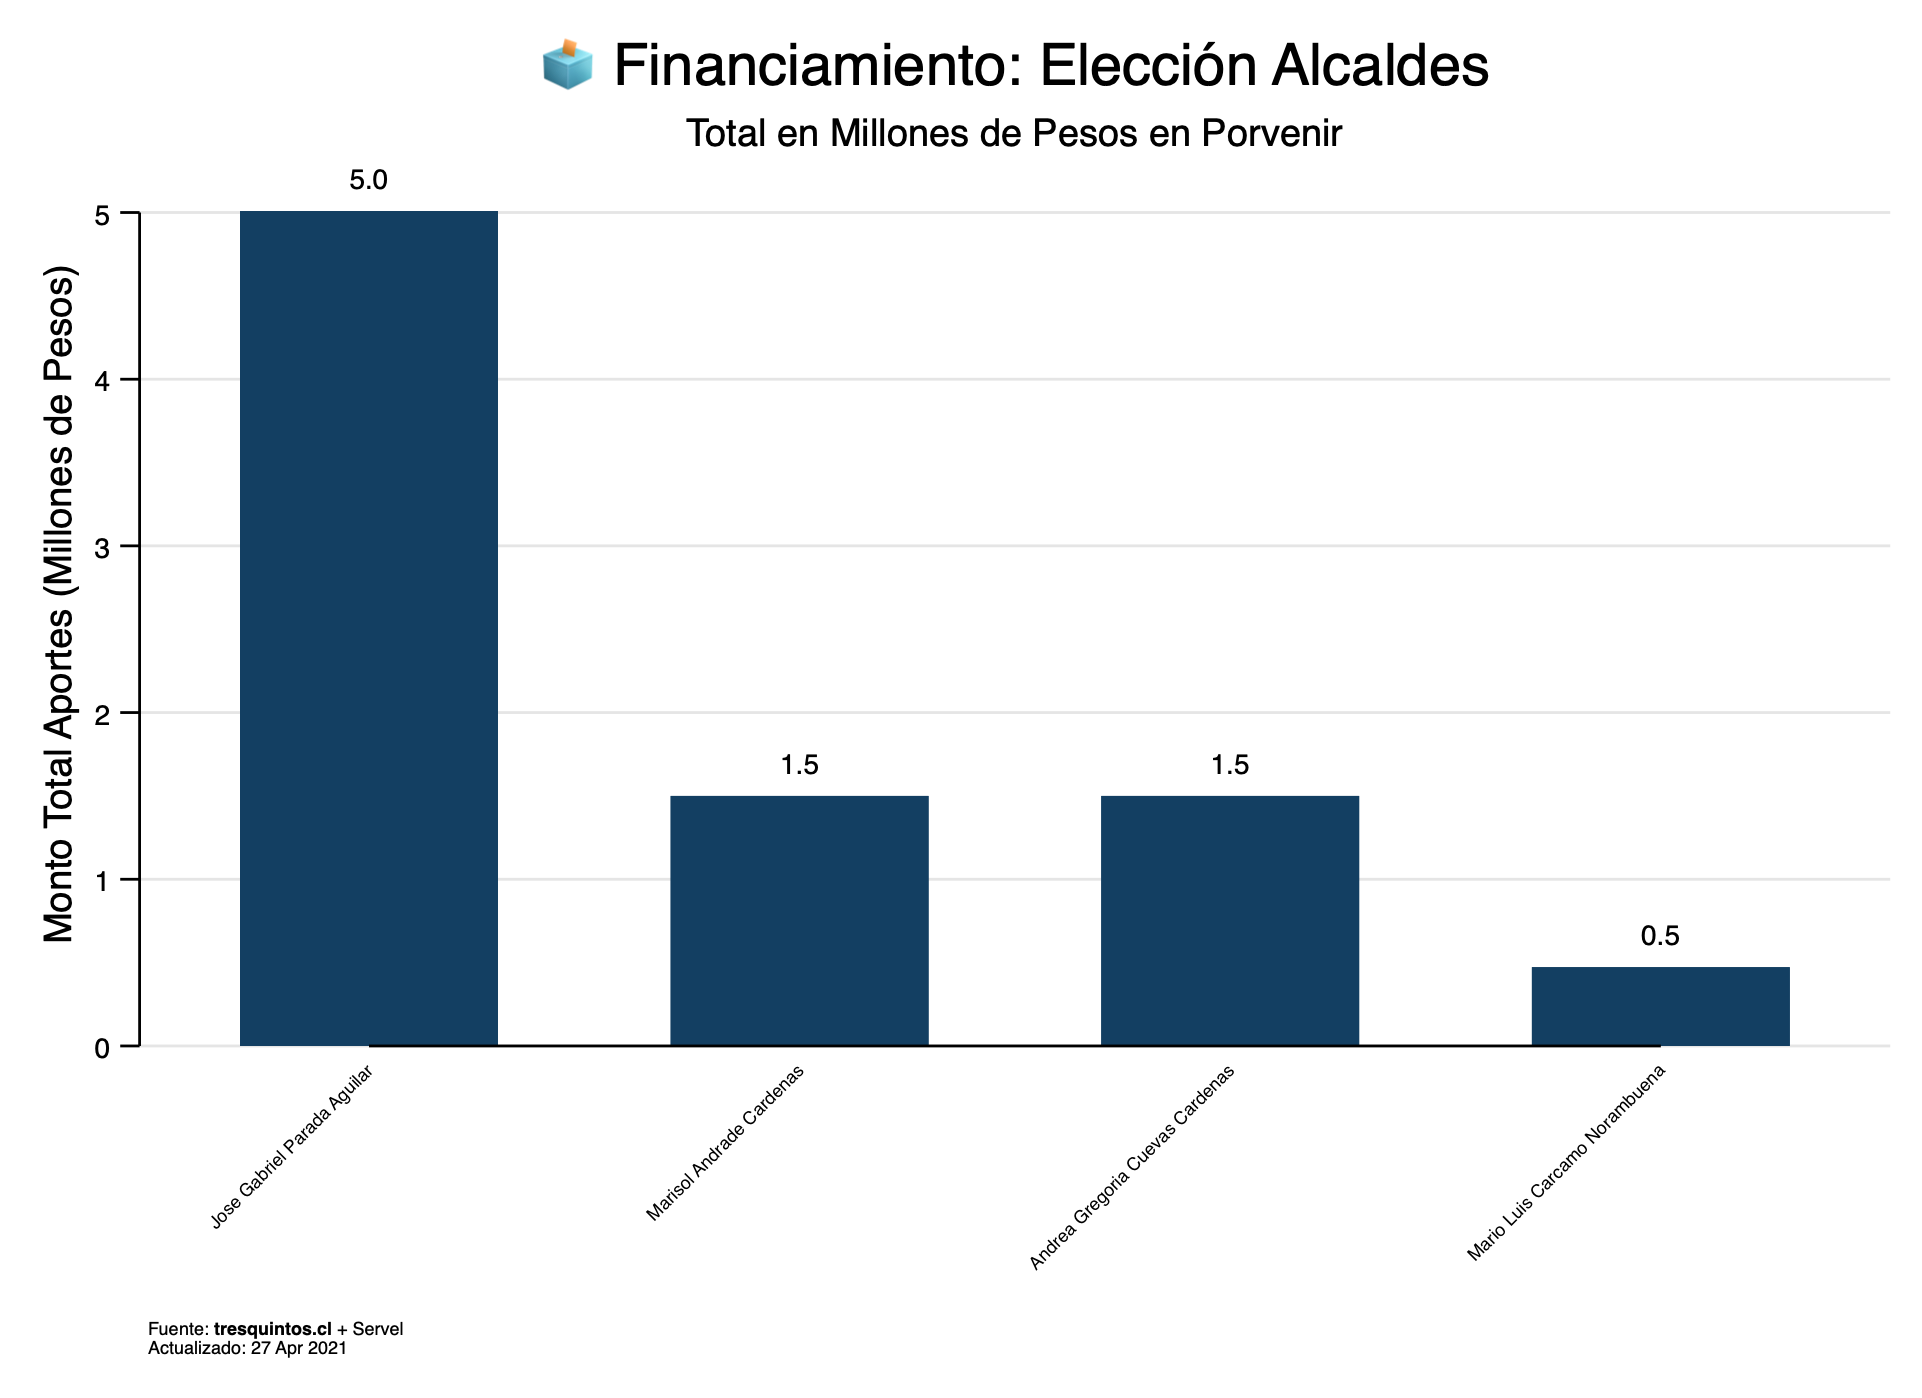 Financiamiento: Elección Alcaldes
Total en Millones de Pesos en Porvenir
Monto Total Aportes (Millones de Pesos)
5
4
3
2
1
0
5.0
1.5
1.5
0.5
Jose Gabriel Parada Aguilar
Marisol Andrade Cardenas
Andrea Gregoria Cuevas Cardenas
Mario Luis Carcamo Norambuena
Fuente: tresquintos.cl + Servel
Actualizado: 27 Apr 2021